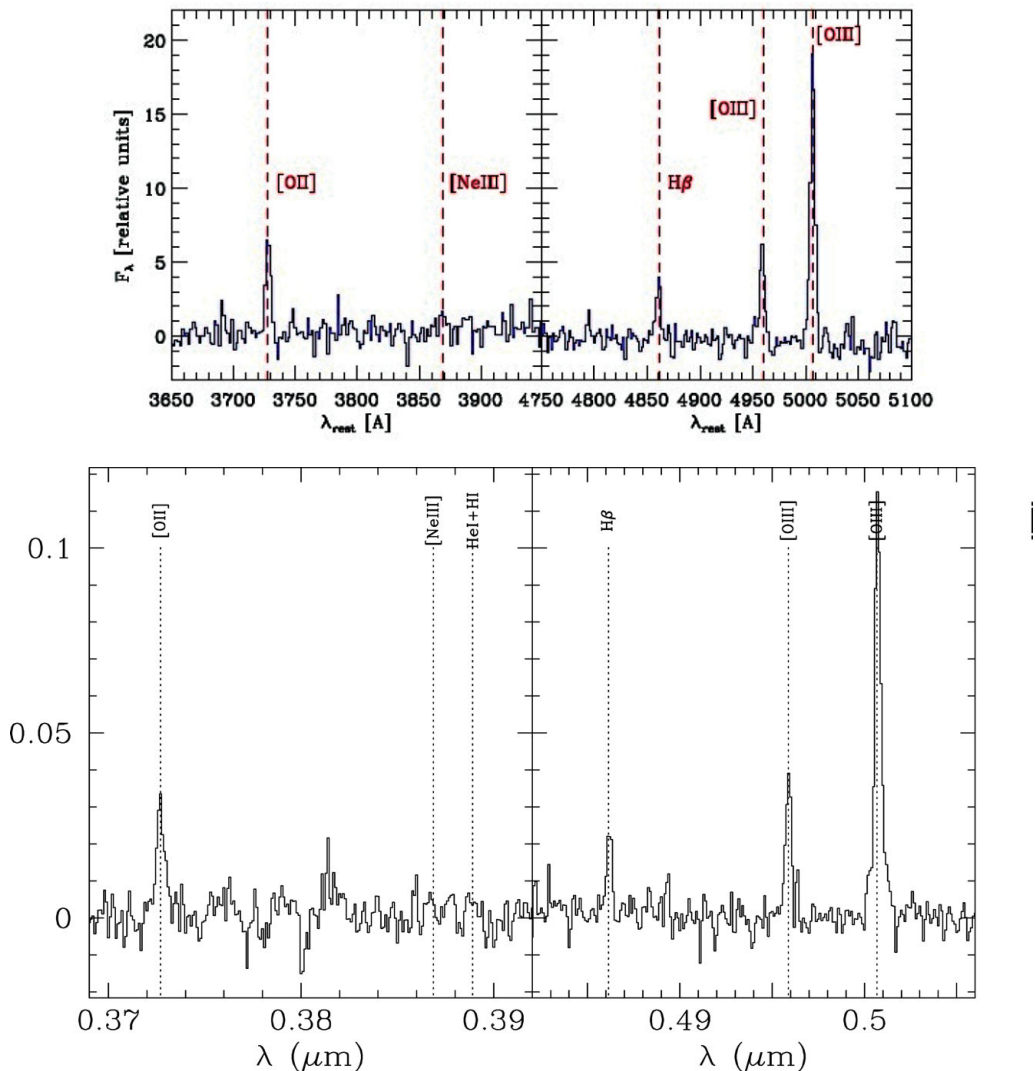 [OIII]
[OIII]
[OII]
[NeIII]
Hβ
F_λ [relative units]
20
15
10
5
0
3650 3700 3750 3800 3850 3900 4750 4800 4850 4900 4950 5000 5050 5100
λ_rest [A] λ_rest [A]
[OII]
[NeIII]
HeI+HI
Hβ
[OIII]
[OIII]
0.1
0.05
0
0.37 0.38 0.39 0.49 0.5
λ (μm) λ (μm)